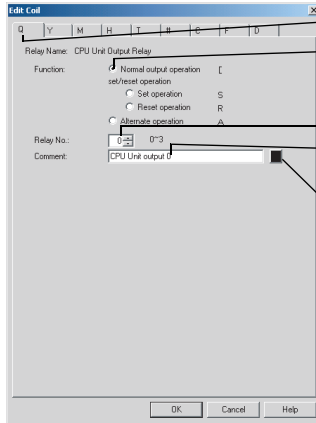 Edit Coil
Q Y M H T # C F D
Relay Name: CPU Unit Output Relay
Function: Normal output operation [
set/reset operation
Set operation S
Reset operation R
Alternate operation A
Relay No.: 0 0~3
Comment: CPU Unit output 0
OK Cancel Help